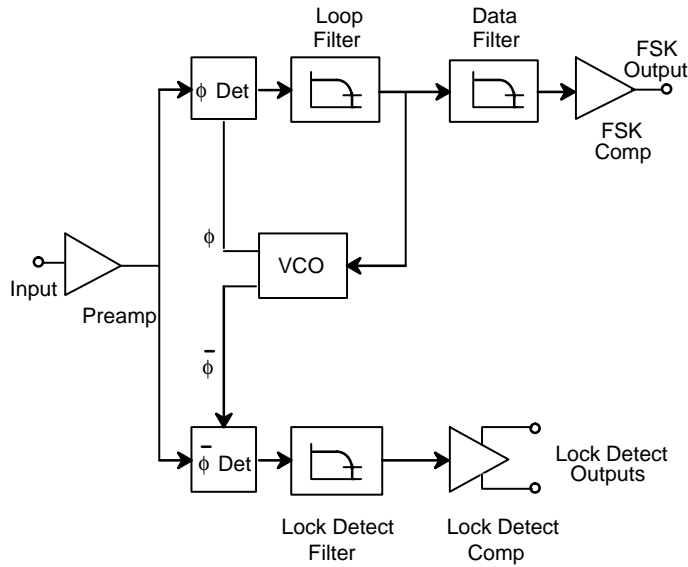 Loop
Filter
Data
Filter
FSK
Output
ϕ Det
FSK
Comp
ϕ
VCO
Input
Preamp
ϕ̅
ϕ̅ Det
Lock Detect
Outputs
Lock Detect
Filter
Lock Detect
Comp